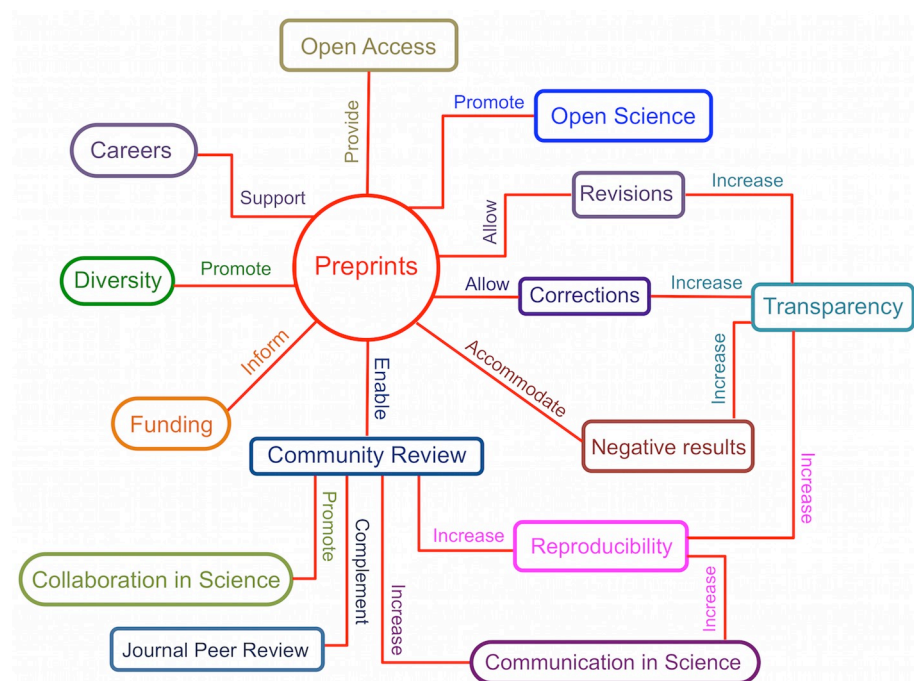 Open Access
Provide
Promote
Open Science
Careers
Support
Revisions
Increase
Allow
Preprints
Diversity
Promote
Allow
Corrections
Increase
Transparency
Inform
Funding
Enable
Accommodate
Increase
Negative results
Community Review
Promote
Complement
Increase
Increase
Reproducibility
Increase
Collaboration in Science
Increase
Journal Peer Review
Communication in Science